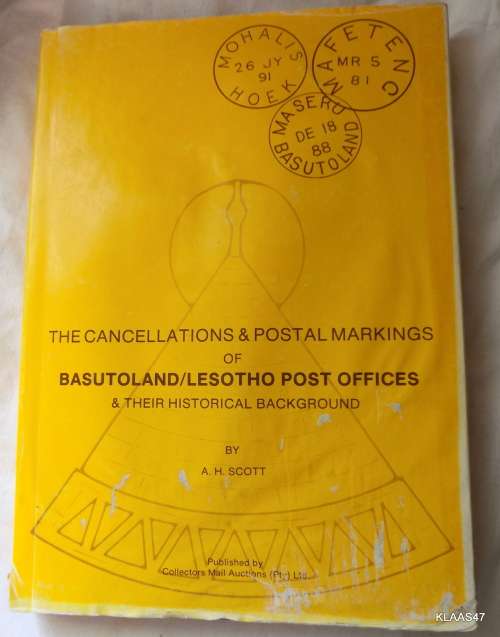 MOHALIS
26 JY
91
HOEK
MAFETENG
MR 5
81
MASERU
DE 18
88
BASUTOLAND
THE CANCELLATIONS & POSTAL MARKINGS
OF
BASUTOLAND/LESOTHO POST OFFICES
& THEIR HISTORICAL BACKGROUND
BY
A. H. SCOTT
Published by
Collectors Mail Auctions (Pty) Ltd.
KLAAS47